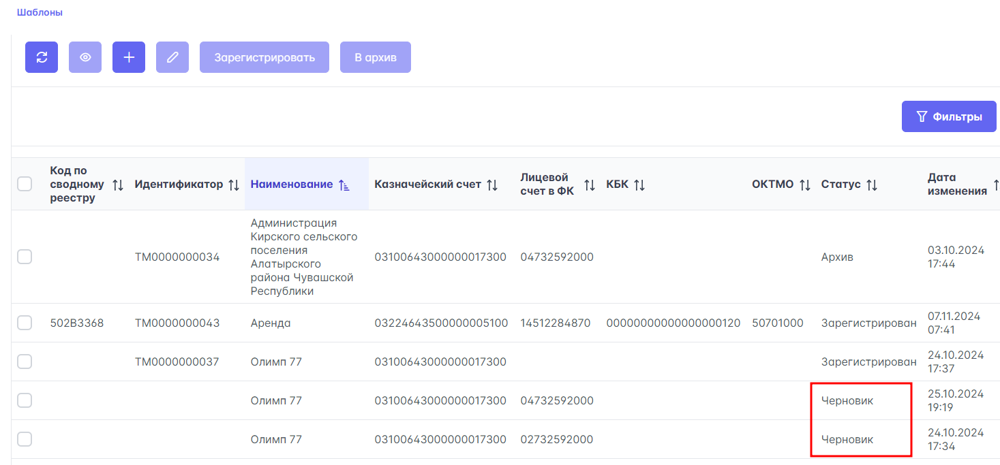 Шаблоны
Зарегистрировать
В архив
Фильтры
Код по
сводному
реестру
Идентификатор
Наименование
Казначейский счет
Лицевой
счет в ФК
КБК
ОКТМО
Статус
Дата
изменения
ТМ0000000034
Администрация
Кирского сельского
поселения
Алатырского
района Чувашской
Республики
03100643000000017300
04732592000
Архив
03.10.2024
17:44
502В3368
ТМ0000000043
Аренда
03224643500000005100
14512284870
00000000000000000120
50701000
Зарегистрирован
07.11.2024
07:41
ТМ0000000037
Олимп 77
03100643000000017300
Зарегистрирован
24.10.2024
17:37
Олимп 77
03100643000000017300
04732592000
Черновик
25.10.2024
19:19
Олимп 77
03100643000000017300
02732592000
Черновик
24.10.2024
17:34